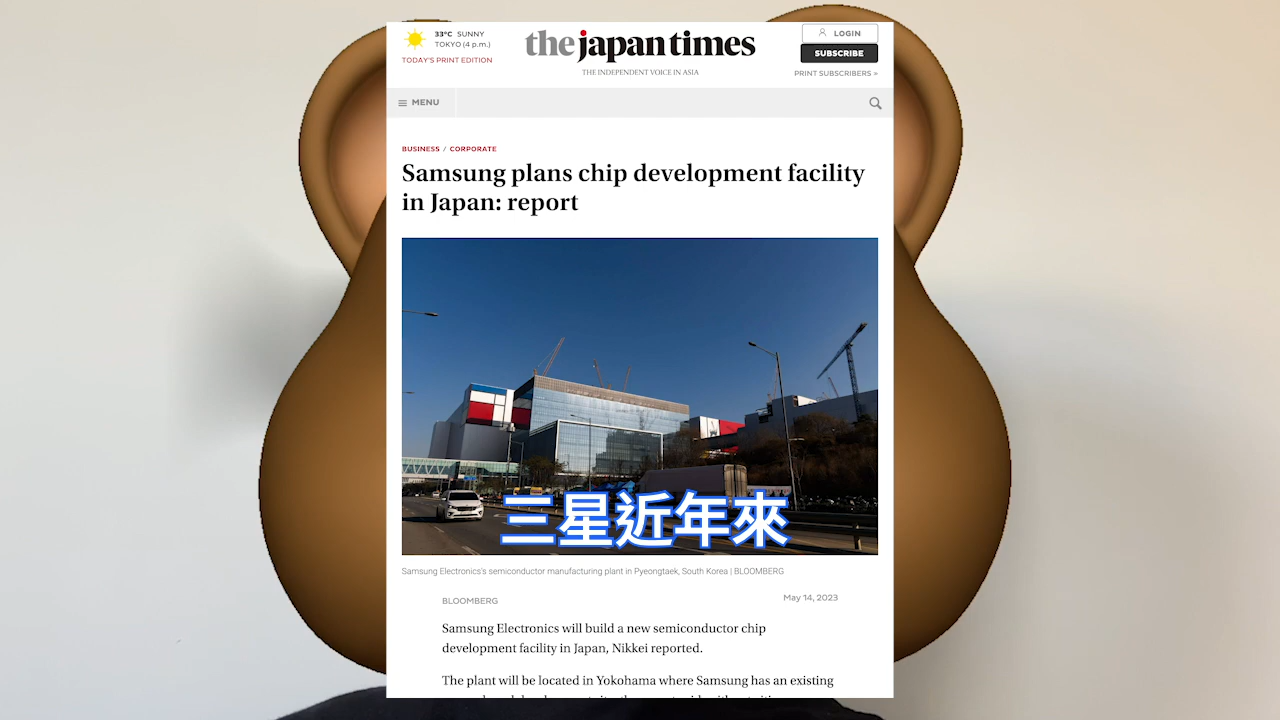 33°C SUNNY
TOKYO (4 p.m.)
TODAY'S PRINT EDITION
the japan times
THE INDEPENDENT VOICE IN ASIA
LOGIN
SUBSCRIBE
PRINT SUBSCRIBERS >
MENU
BUSINESS / CORPORATE
Samsung plans chip development facility
in Japan: report
三星近年來
Samsung Electronics's semiconductor manufacturing plant in Pyeongtaek, South Korea | BLOOMBERG
BLOOMBERG
May 14, 2023
Samsung Electronics will build a new semiconductor chip
development facility in Japan, Nikkei reported.
The plant will be located in Yokohama where Samsung has an existing